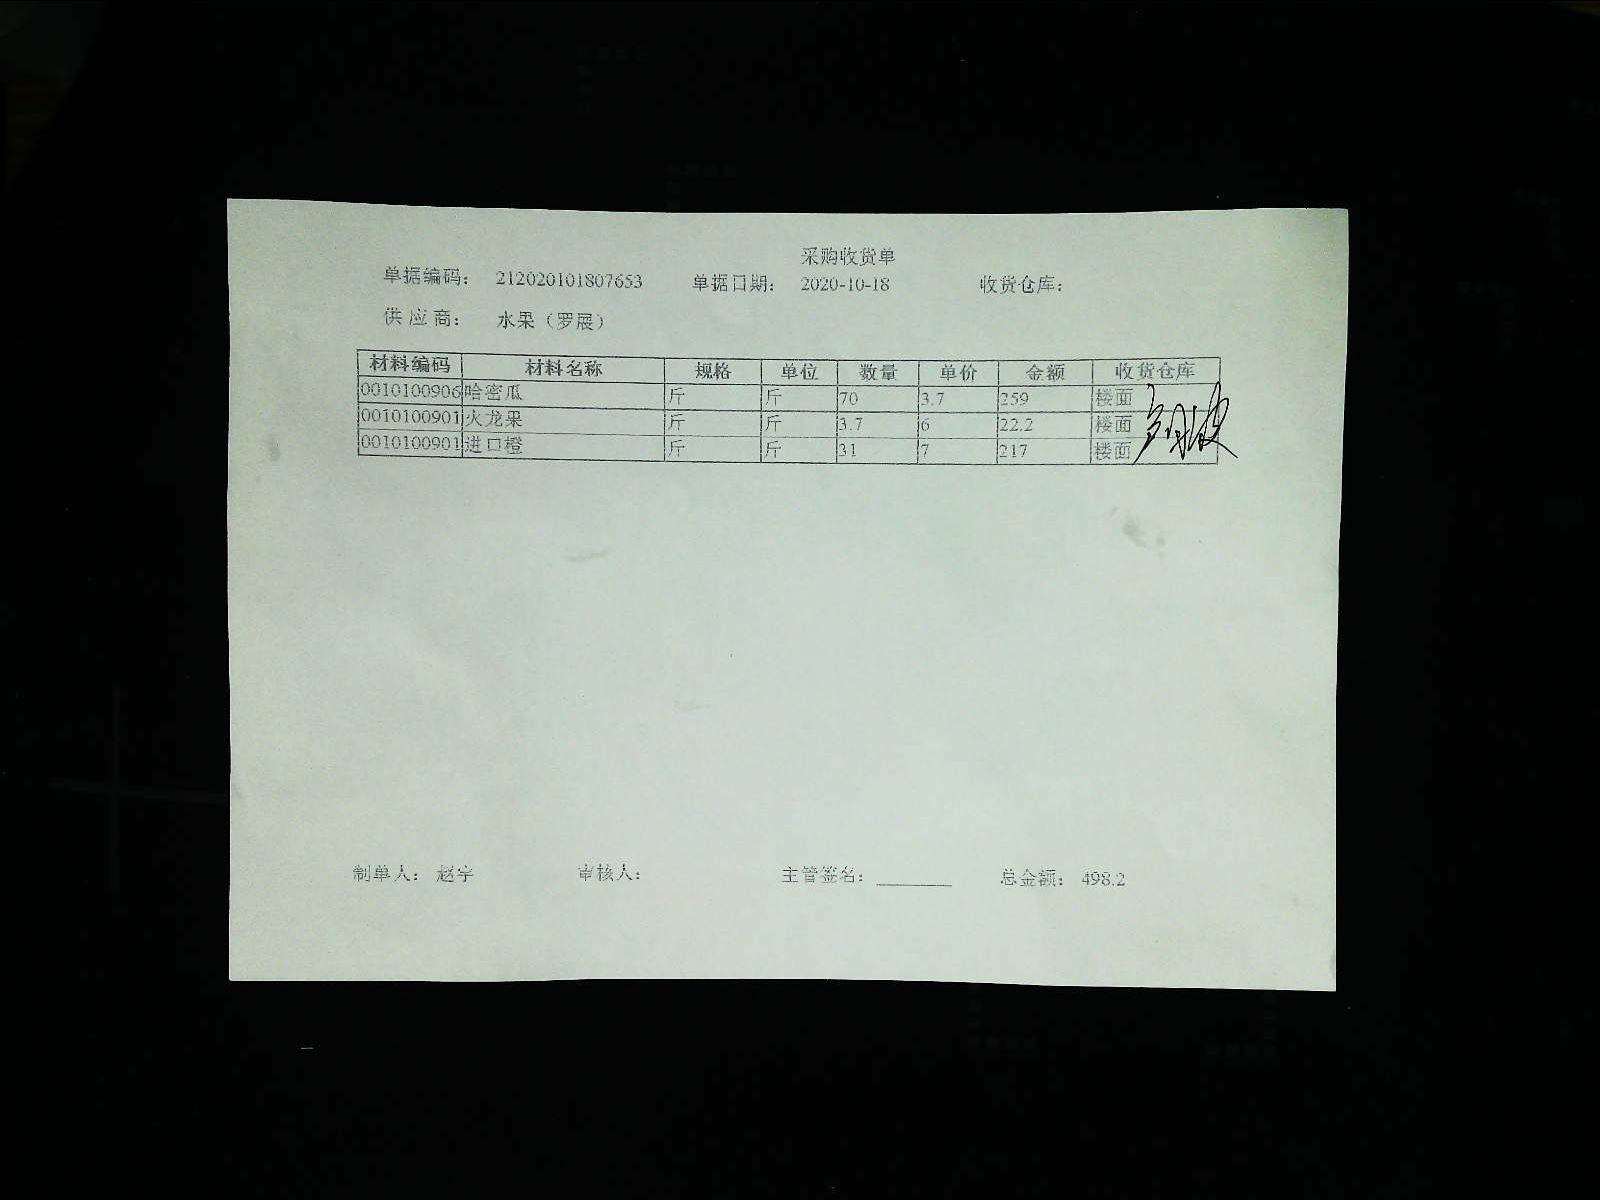 采购收货单
单据编码： 212020101807653 单据日期： 2020-10-18 收货仓库：
供应商： 水果（罗展）
材料编码 材料名称 规格 单位 数量 单价 金额 收货仓库
0010100906 哈密瓜 斤 斤 70 3.7 259 楼面
0010100901 火龙果 斤 斤 3.7 6 22.2 楼面
0010100901 进口橙 斤 斤 31 7 217 楼面
制单人： 赵宇 审核人： 主管签名： 总金额： 498.2